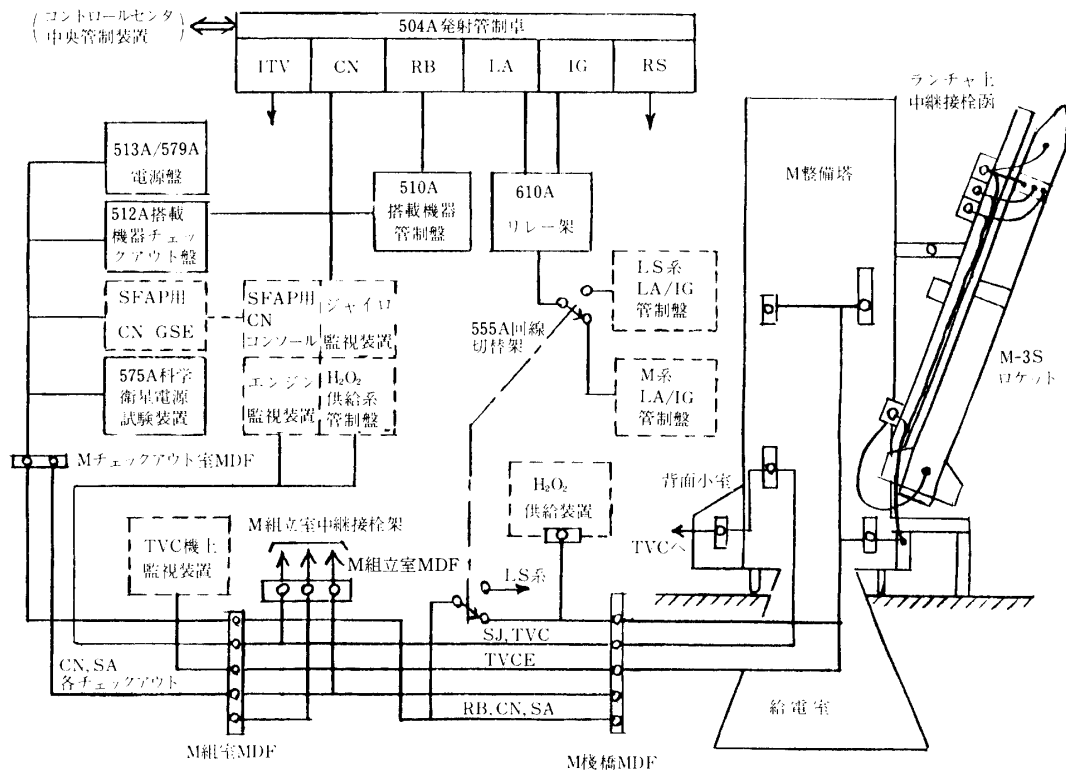 コントロールセンタ
中央管制装置
504A発射管制卓
ITV
CN
RB
LA
IG
RS
ランチャ上
中継接栓函
513A/579A
電源盤
512A搭載
機器チェッ
クアウト盤
510A
搭載機器
管制盤
610A
リレー架
M整備塔
SFAP用
CN GSE
SFAP用
CN
コンソール
ジャイロ
監視装置
LS系
LA/IG
管制盤
555A回線
切替架
M-3S
ロケット
575A科学
衛星電源
試験装置
エンジン
監視装置
H₂O₂
供給系
管制盤
M系
LA/IG
管制盤
Mチェックアウト室MDF
H₂O₂
供給装置
背面小室
TVCへ
M組立室中継接栓架
TVC機上
監視装置
M組立室MDF
LS系
SJ, TVC
TVCE
CN, SA
各チェックアウト
RB, CN, SA
給電室
M組室MDF
M棧橋MDF